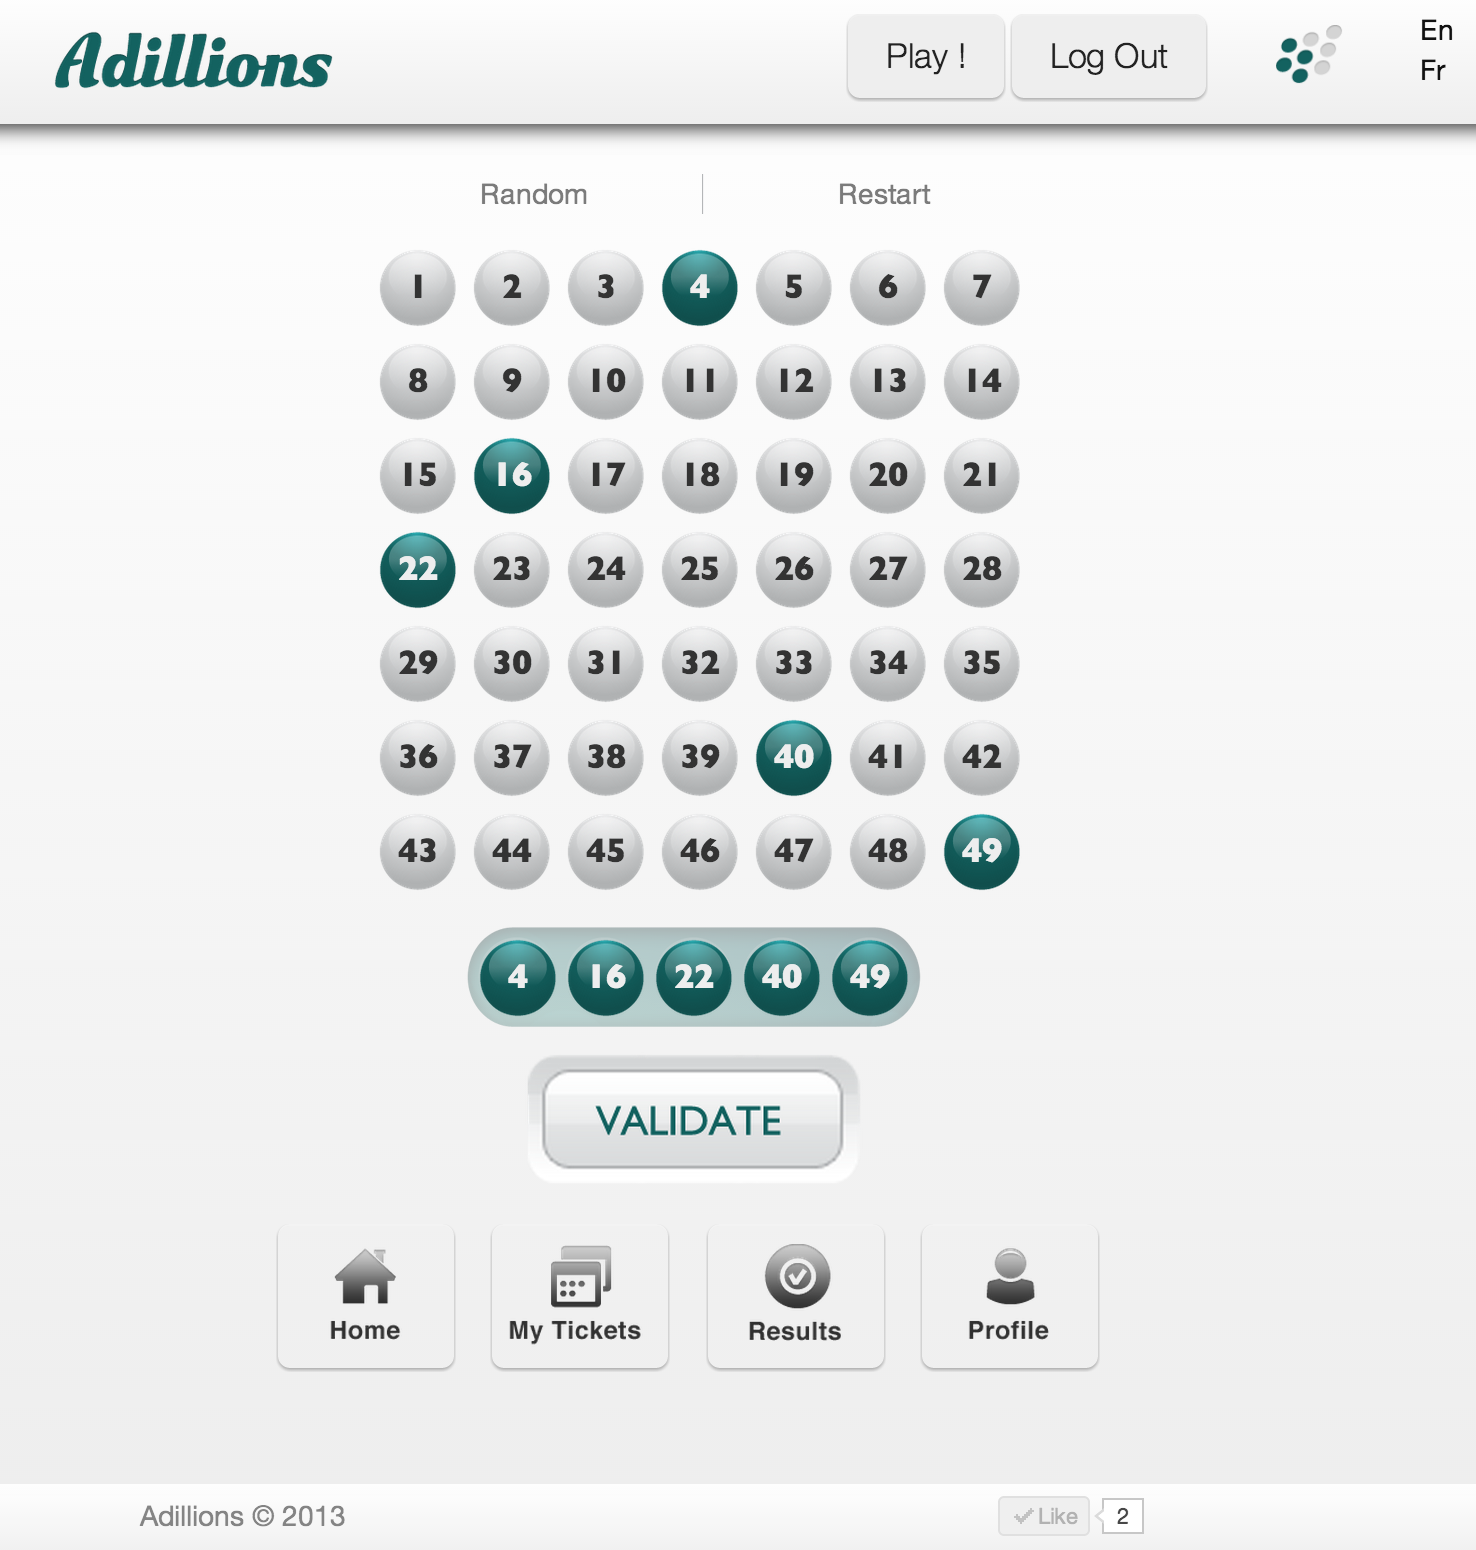 Adillions
Play !
Log Out
En
Fr
Random
Restart
1 2 3 4 5 6 7
8 9 10 11 12 13 14
15 16 17 18 19 20 21
22 23 24 25 26 27 28
29 30 31 32 33 34 35
36 37 38 39 40 41 42
43 44 45 46 47 48 49
4 16 22 40 49
VALIDATE
Home
My Tickets
Results
Profile
Adillions © 2013
Like
2